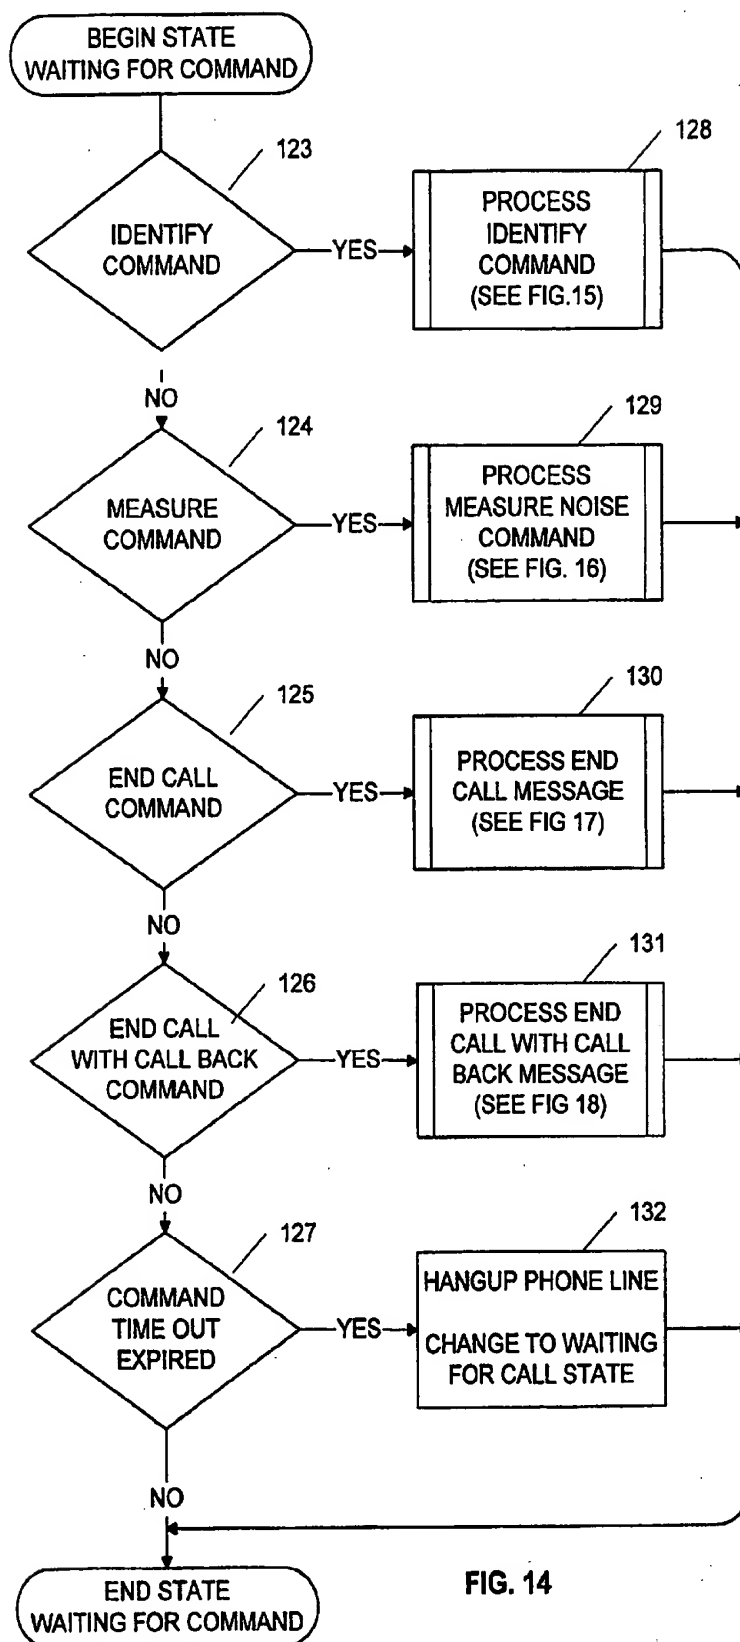 BEGIN STATE
WAITING FOR COMMAND
123
IDENTIFY
COMMAND
YES
128
PROCESS
IDENTIFY
COMMAND
(SEE FIG.15)
NO
124
MEASURE
COMMAND
YES
129
PROCESS
MEASURE NOISE
COMMAND
(SEE FIG. 16)
NO
125
END CALL
COMMAND
YES
130
PROCESS END
CALL MESSAGE
(SEE FIG 17)
NO
126
END CALL
WITH CALL BACK
COMMAND
YES
131
PROCESS END
CALL WITH CALL
BACK MESSAGE
(SEE FIG 18)
NO
127
COMMAND
TIME OUT
EXPIRED
YES
132
HANGUP PHONE LINE
CHANGE TO WAITING
FOR CALL STATE
NO
END STATE
WAITING FOR COMMAND
FIG. 14